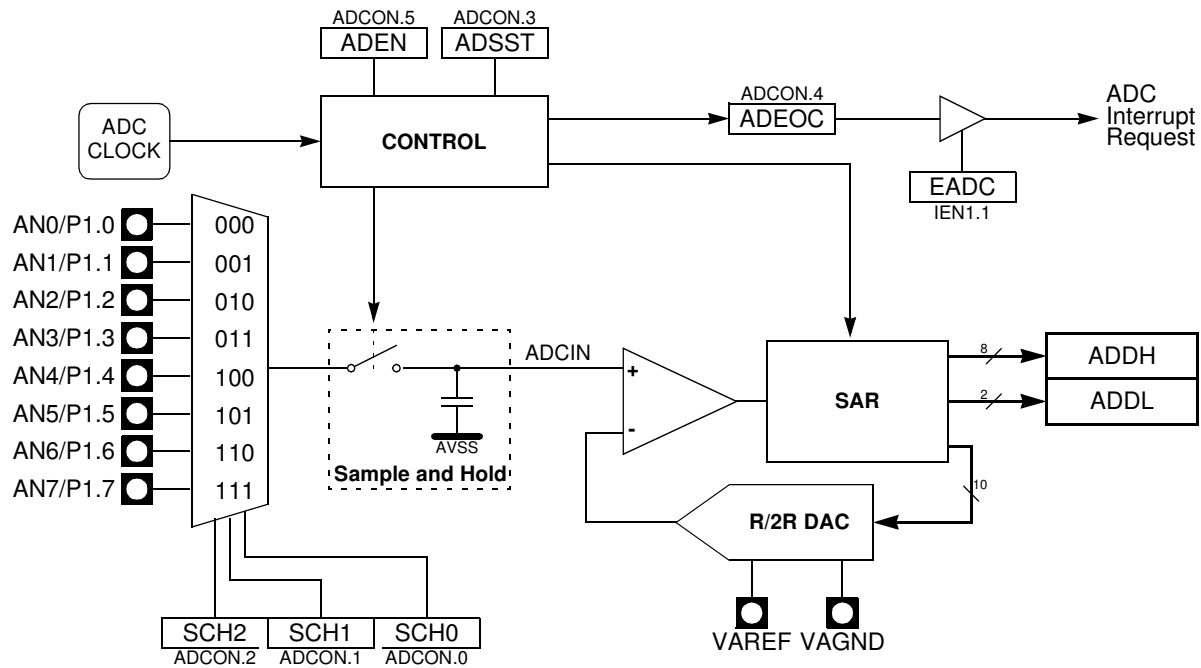 ADCON.5
ADCON.3
ADEN
ADSST
ADC
CLOCK
CONTROL
ADCON.4
ADEOC
ADC
Interrupt
Request
EADC
IEN1.1
AN0/P1.0
000
AN1/P1.1
001
AN2/P1.2
010
AN3/P1.3
011
AN4/P1.4
100
AN5/P1.5
101
AN6/P1.6
110
AN7/P1.7
111
ADCIN
AVSS
Sample and Hold
+
-
SAR
8
ADDH
2
ADDL
10
R/2R DAC
VAREF
VAGND
SCH2
SCH1
SCH0
ADCON.2
ADCON.1
ADCON.0